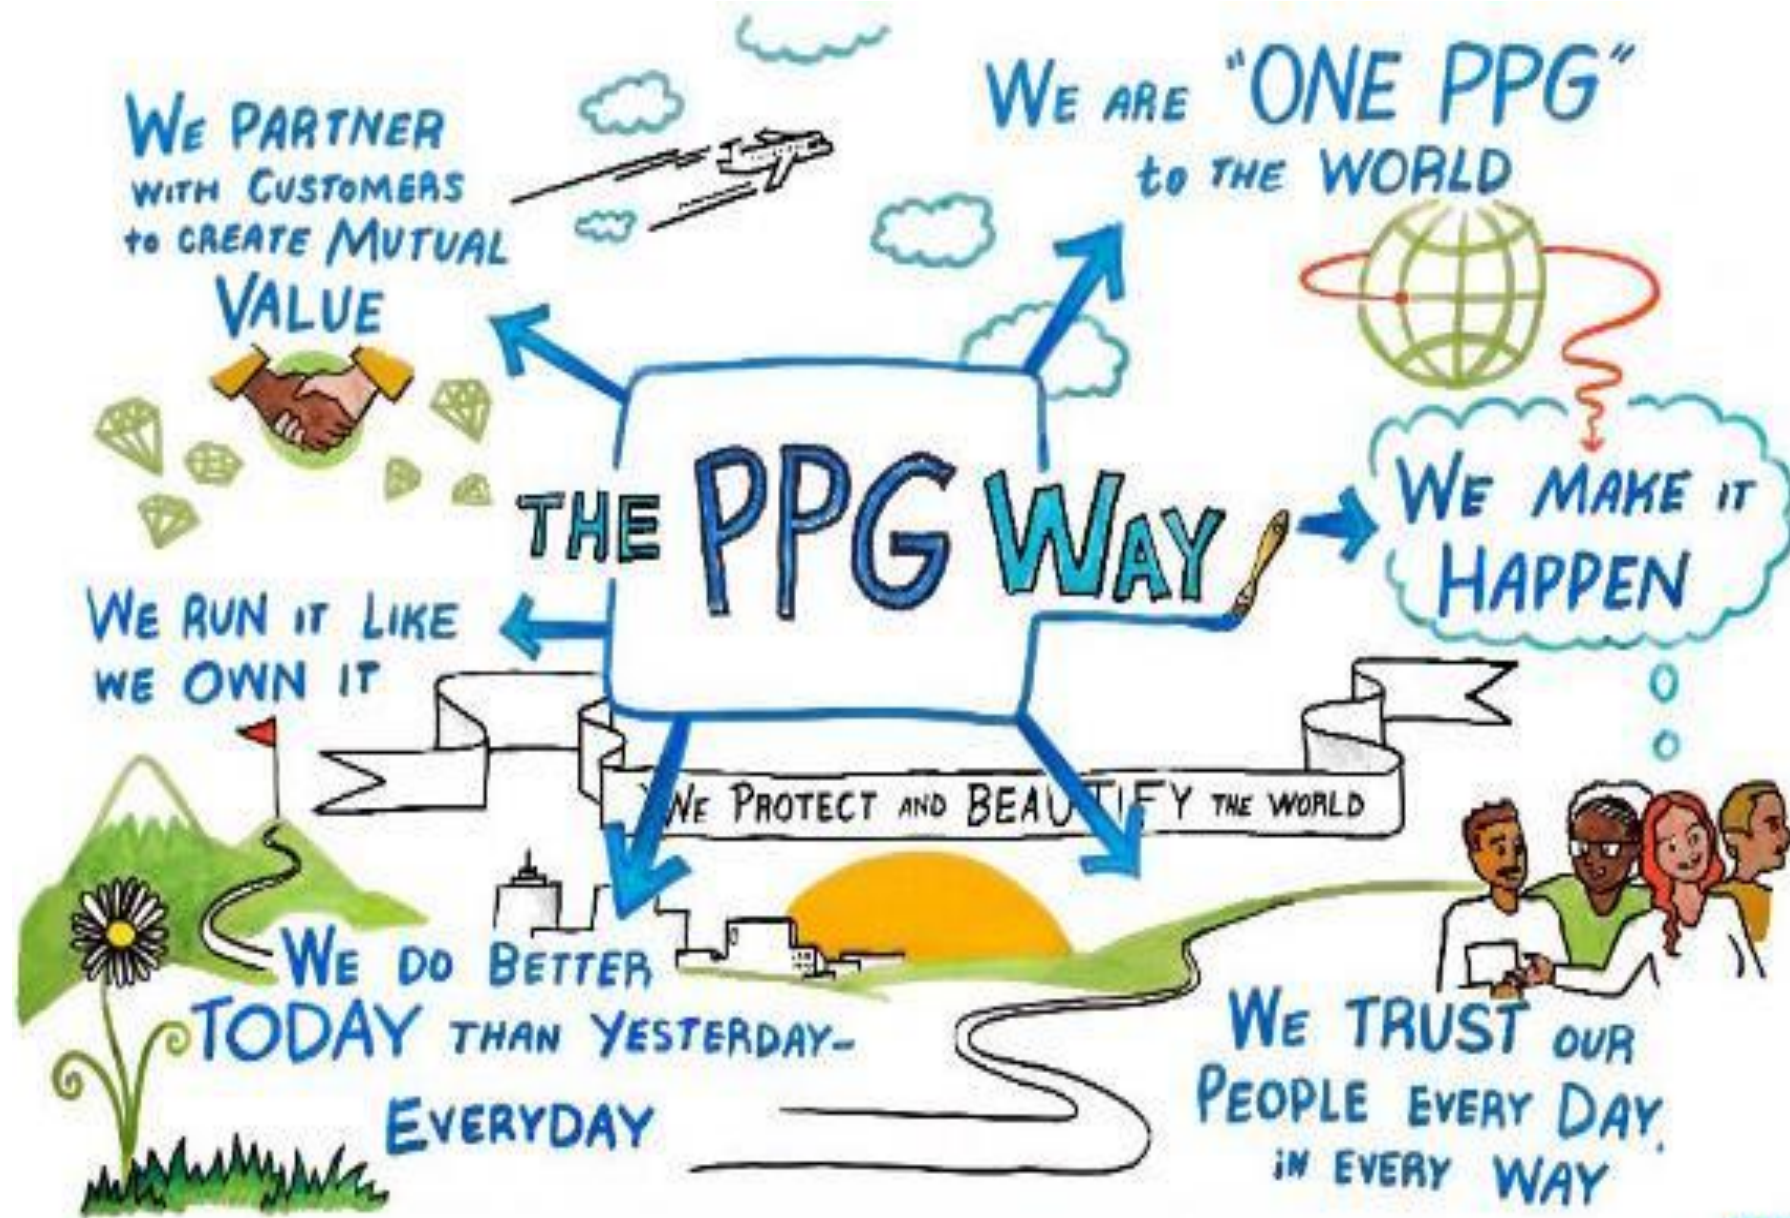 We PARTNER
WITH CUSTOMERS
to CREATE MUTUAL
VALUE
We ARE "ONE PPG"
to THE WORLD
THE PPG WAY
We MAKE IT
HAPPEN
We RUN IT LIKE
WE OWN IT
We PROTECT AND BEAUTIFY THE WORLD
We DO BETTER
TODAY THAN YESTERDAY-
EVERYDAY
We TRUST OUR
PEOPLE EVERY DAY,
iN EVERY WAY